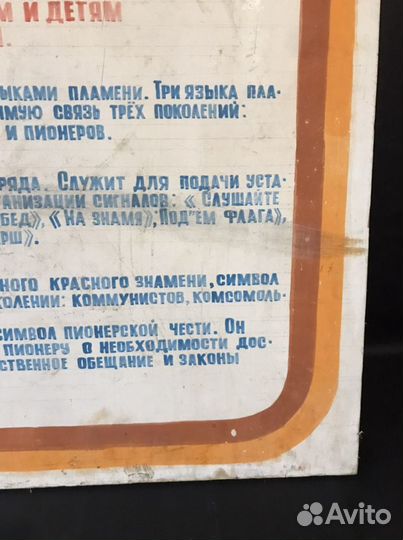 М И ДЕТЯМ
ЫКАМИ ПЛАМЕНИ. ТРИ ЯЗЫКА ПЛА-
ИМУЮ СВЯЗЬ ТРЁХ ПОКОЛЕНИЙ:
И ПИОНЕРОВ.
РЯДА. СЛУЖИТ ДЛЯ ПОДАЧИ УСТА-
ГАНИЗАЦИИ СИГНАЛОВ: «СЛУШАЙТЕ
БЕД», «НА ЗНАМЯ», ПОД"ЕМ ФЛАГА»,
РШ».
НОГО КРАСНОГО ЗНАМЕНИ, СИМВОЛ
КОЛЕНИИ: КОММУНИСТОВ, КОМСОМОЛЬ-
СИМВОЛ ПИОНЕРСКОЙ ЧЕСТИ. ОН
ПИОНЕРУ О НЕОБХОДИМОСТИ ДОС-
СТВЕННОЕ ОБЕЩАНИЕ И ЗАКОНЫ
Avito